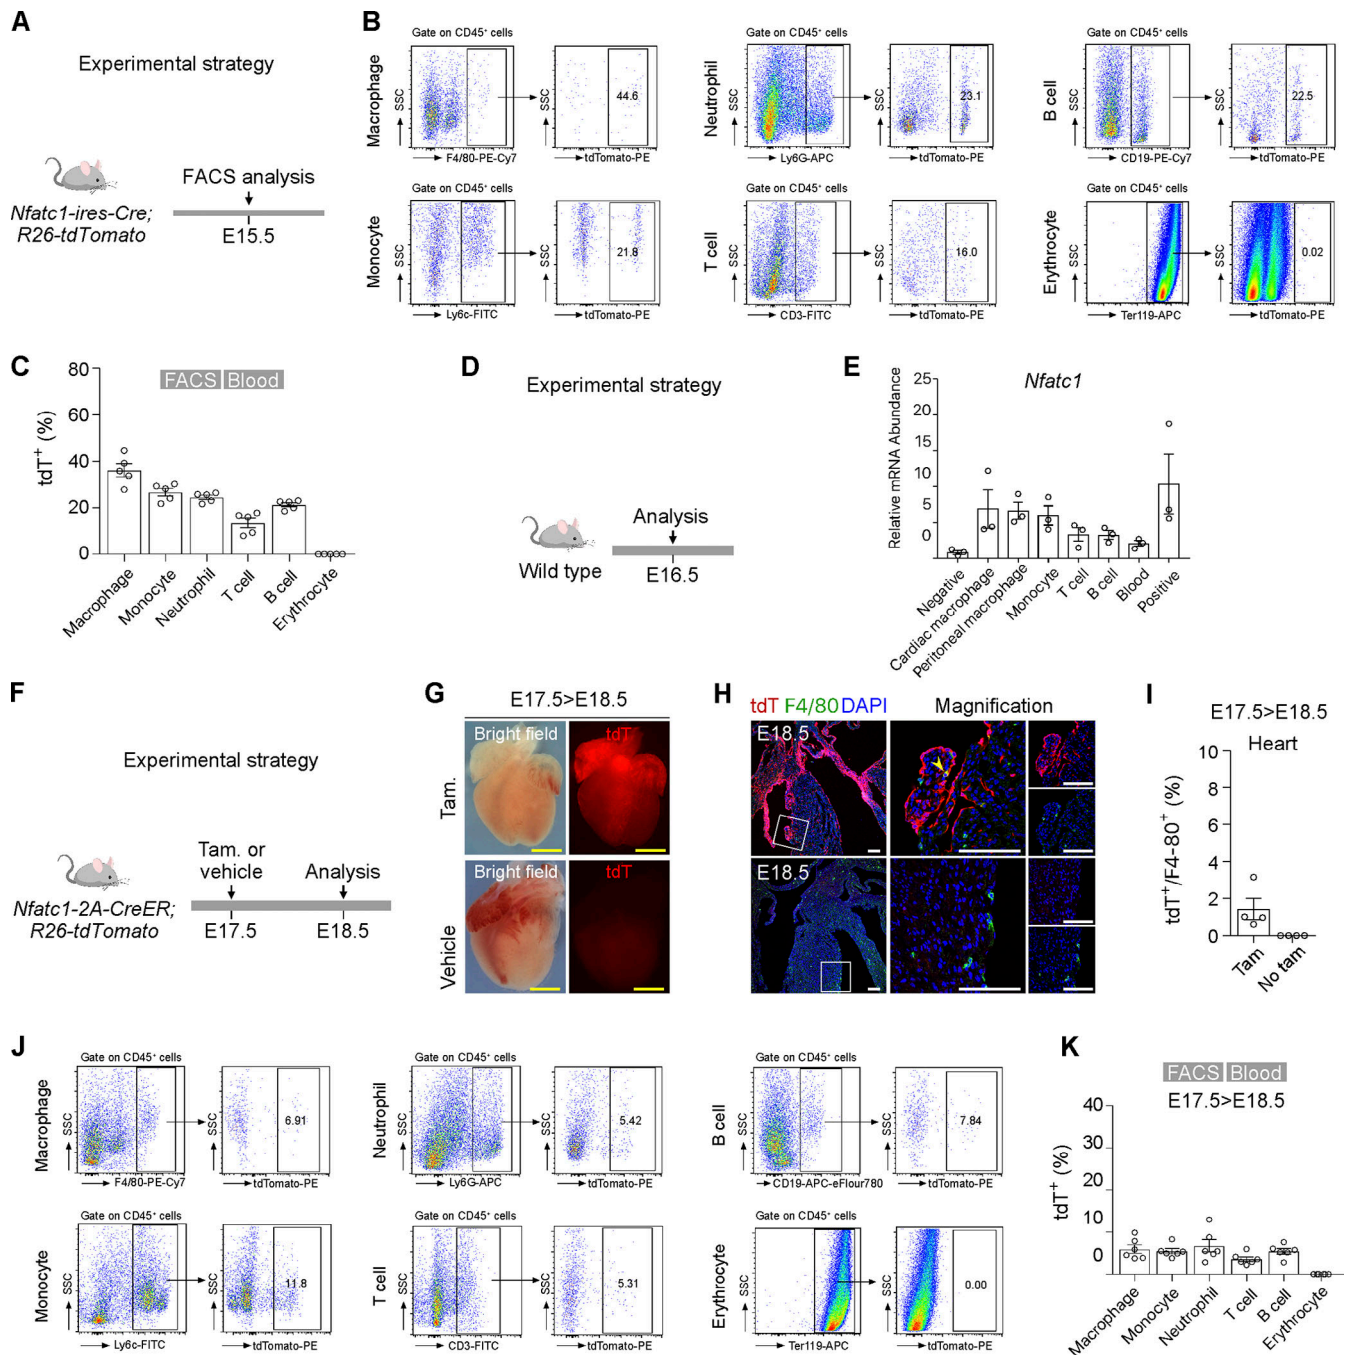 A
Experimental strategy
FACS analysis
Nfatc1-ires-Cre;
R26-tdTomato
E15.5
B
Gate on CD45⁺ cells
Macrophage
SSC
F4/80-PE-Cy7
SSC
44.6
tdTomato-PE
Gate on CD45⁺ cells
Neutrophil
SSC
Ly6G-APC
SSC
23.1
tdTomato-PE
Gate on CD45⁺ cells
B cell
SSC
CD19-PE-Cy7
SSC
22.5
tdTomato-PE
Gate on CD45⁺ cells
Monocyte
SSC
Ly6c-FITC
SSC
21.8
tdTomato-PE
Gate on CD45⁺ cells
T cell
SSC
CD3-FITC
SSC
16.0
tdTomato-PE
Gate on CD45⁺ cells
Erythrocyte
SSC
Ter119-APC
SSC
0.02
tdTomato-PE
C
FACS Blood
tdT⁺ (%)
80
60
40
20
0
Macrophage
Monocyte
Neutrophil
T cell
B cell
Erythrocyte
D
Experimental strategy
Analysis
Wild type
E16.5
E
Nfatc1
Relative mRNA Abundance
25
20
15
10
5
0
Negative
Cardiac macrophage
Peritoneal macrophage
Monocyte
T cell
B cell
Blood
Positive
F
Experimental strategy
Tam. or
vehicle
Analysis
Nfatc1-2A-CreER;
R26-tdTomato
E17.5
E18.5
G
E17.5>E18.5
Bright field
tdT
Tam.
Bright field
tdT
Vehicle
H
tdT F4/80 DAPI
Magnification
E18.5
E18.5
I
E17.5>E18.5
Heart
tdT⁺/F4-80⁺ (%)
10
8
6
4
2
0
Tam
No tam
J
Gate on CD45⁺ cells
Macrophage
SSC
F4/80-PE-Cy7
SSC
6.91
tdTomato-PE
Gate on CD45⁺ cells
Neutrophil
SSC
Ly6G-APC
SSC
5.42
tdTomato-PE
Gate on CD45⁺ cells
B cell
SSC
CD19-APC-eFlour780
SSC
7.84
tdTomato-PE
Gate on CD45⁺ cells
Monocyte
SSC
Ly6c-FITC
SSC
11.8
tdTomato-PE
Gate on CD45⁺ cells
T cell
SSC
CD3-FITC
SSC
5.31
tdTomato-PE
Gate on CD45⁺ cells
Erythrocyte
SSC
Ter119-APC
SSC
0.00
tdTomato-PE
K
FACS Blood
E17.5>E18.5
tdT⁺ (%)
40
30
20
10
0
Macrophage
Monocyte
Neutrophil
T cell
B cell
Erythrocyte